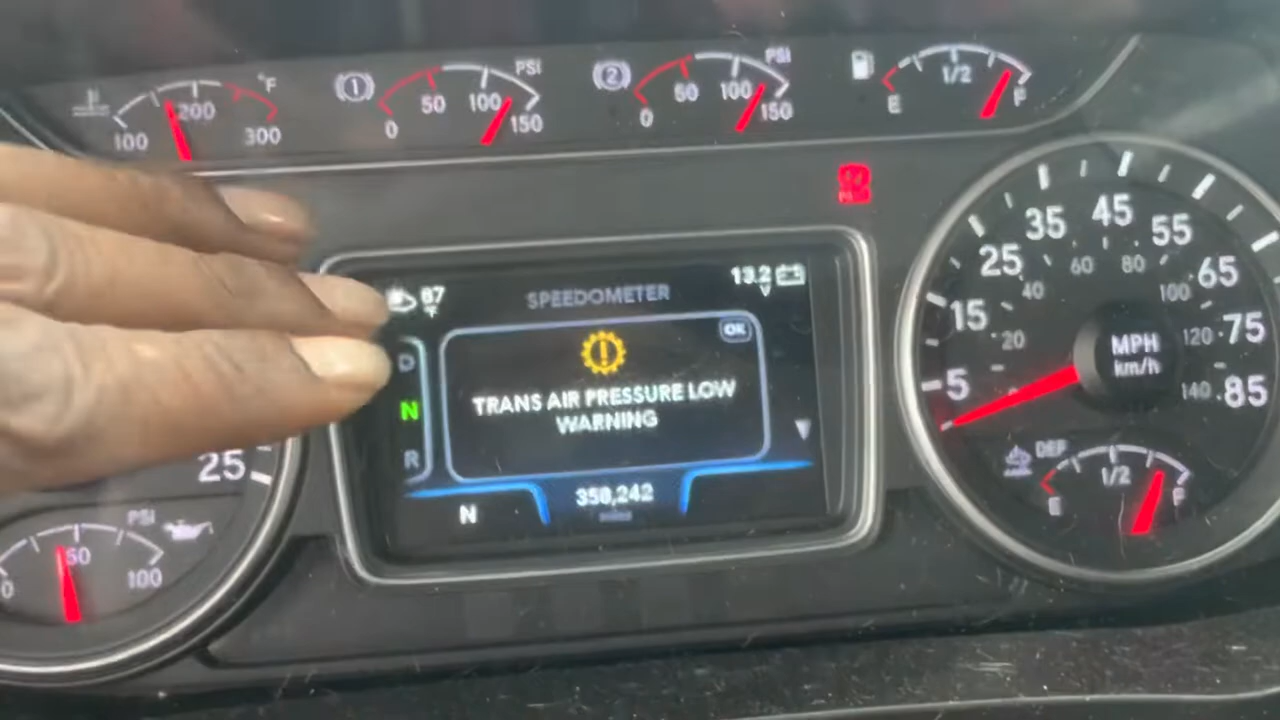 °F
100 200 300
(1) 0 50 100 150 PSI
(2) 0 50 100 150 PSI
E 1/2 F
87
°F
SPEEDOMETER
13.2
V
OK
D
N
R
TRANS AIR PRESSURE LOW
WARNING
N
350,242
5 15 25 35 45 55 65 75 85
20 40 60 80 100 120 140
MPH
km/h
DEF
E 1/2 F
25
PSI
0 50 100